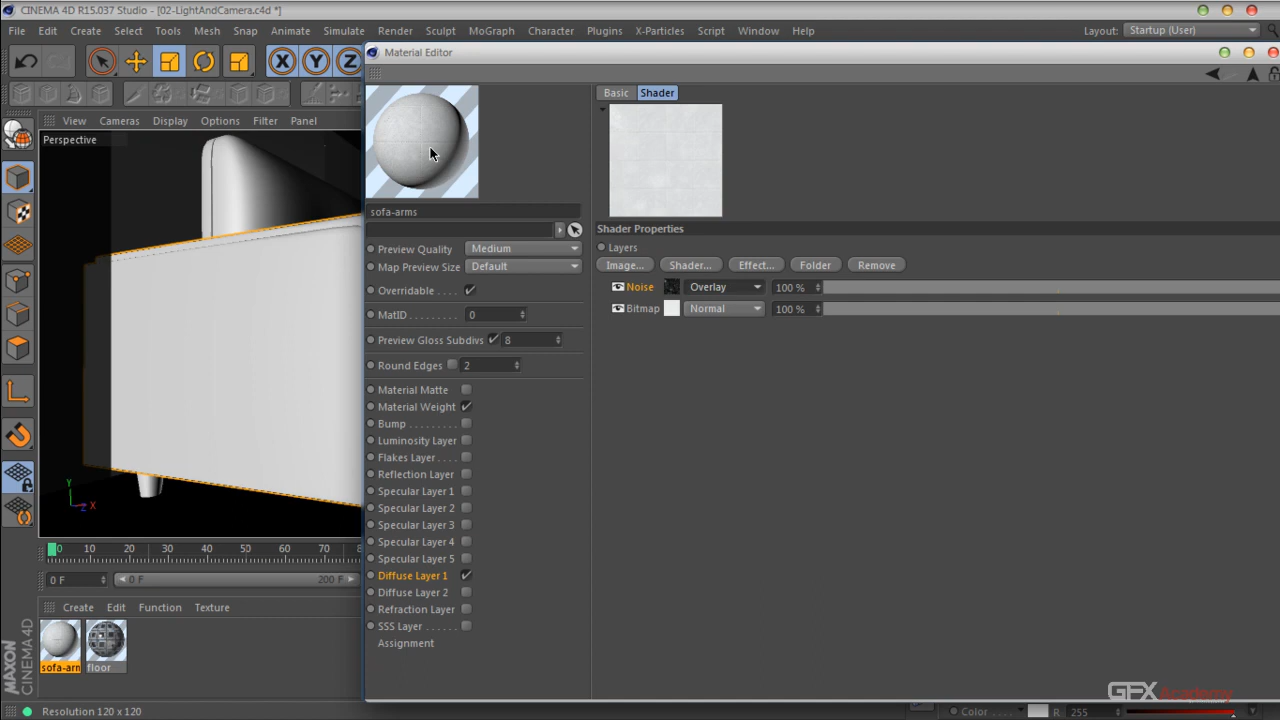 CINEMA 4D R15.037 Studio - [02-LightAndCamera.c4d *]
File Edit Create Select Tools Mesh Snap Animate Simulate Render Sculpt MoGraph Character Plugins X-Particles Script Window Help Layout: Startup (User)
Material Editor
X Y Z
Basic Shader
View Cameras Display Options Filter Panel
Perspective
sofa-arms
Shader Properties
Preview Quality Medium Layers
Map Preview Size Default Image... Shader... Effect... Folder Remove
Overridable Noise Overlay 100 %
MatID 0 Bitmap Normal 100 %
Preview Gloss Subdivs 8
Round Edges 2
Material Matte
Material Weight
Bump
Luminosity Layer
Flakes Layer
Reflection Layer
Specular Layer 1
Y
Specular Layer 2
X
Z
Specular Layer 3
Specular Layer 4
0 10 20 30 40 50 60 70 80 Specular Layer 5
0 F 0 F 200 F Diffuse Layer 1
Diffuse Layer 2
Create Edit Function Texture Refraction Layer
SSS Layer
Assignment
sofa-arm floor
MAXON
CINEMA 4D
GFX Academy
Resolution 120 x 120 Color R 255